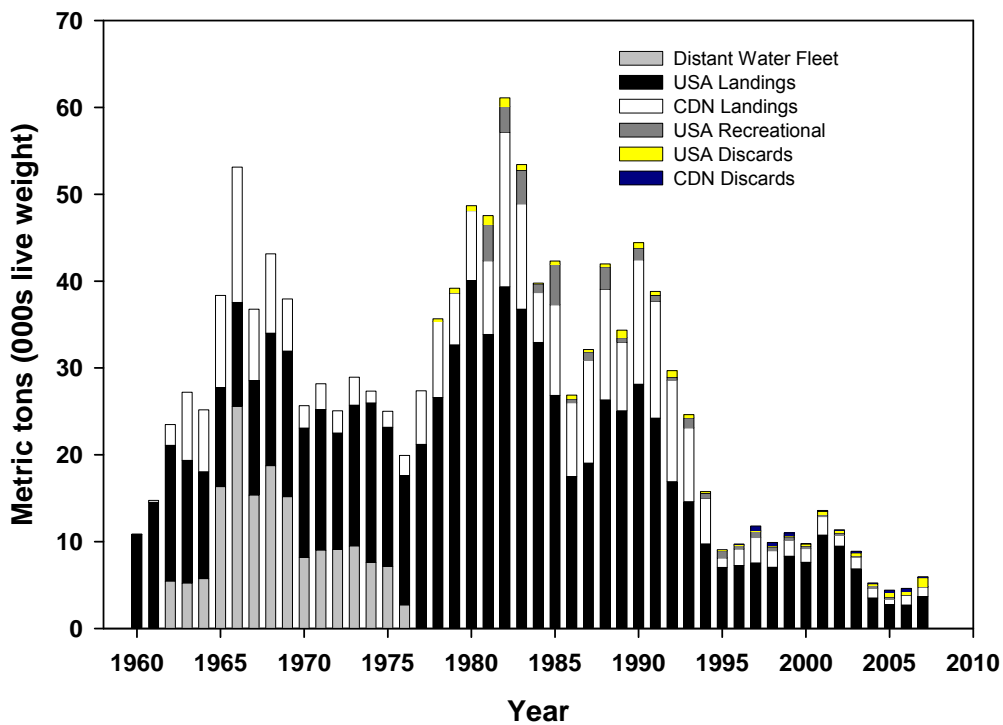 70
60
50
40
30
20
10
0
Metric tons (000s live weight)
Distant Water Fleet
USA Landings
CDN Landings
USA Recreational
USA Discards
CDN Discards
1960 1965 1970 1975 1980 1985 1990 1995 2000 2005 2010
Year